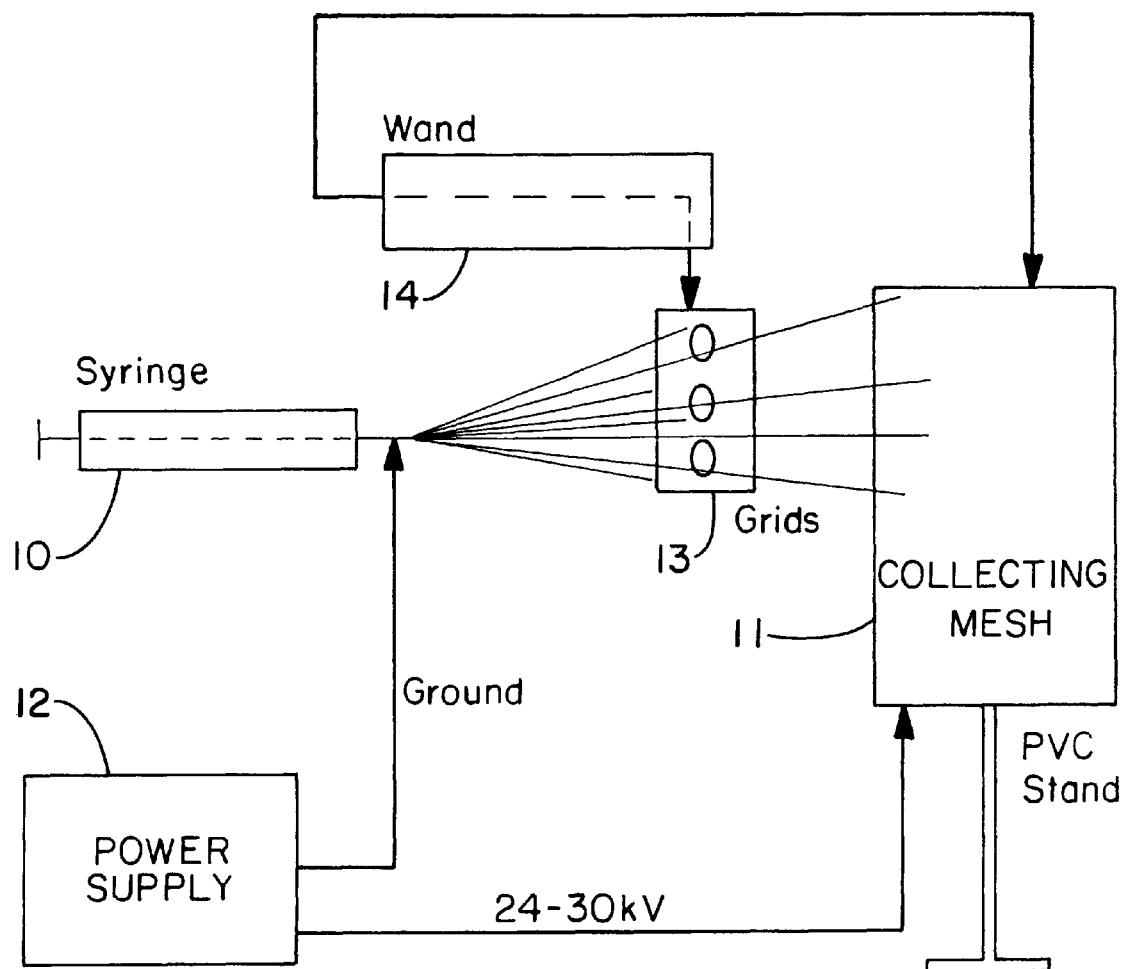 Wand
14
Syringe
10
Grids
13
COLLECTING
MESH
11
Ground
12
PVC
Stand
POWER
SUPPLY
24-30kV